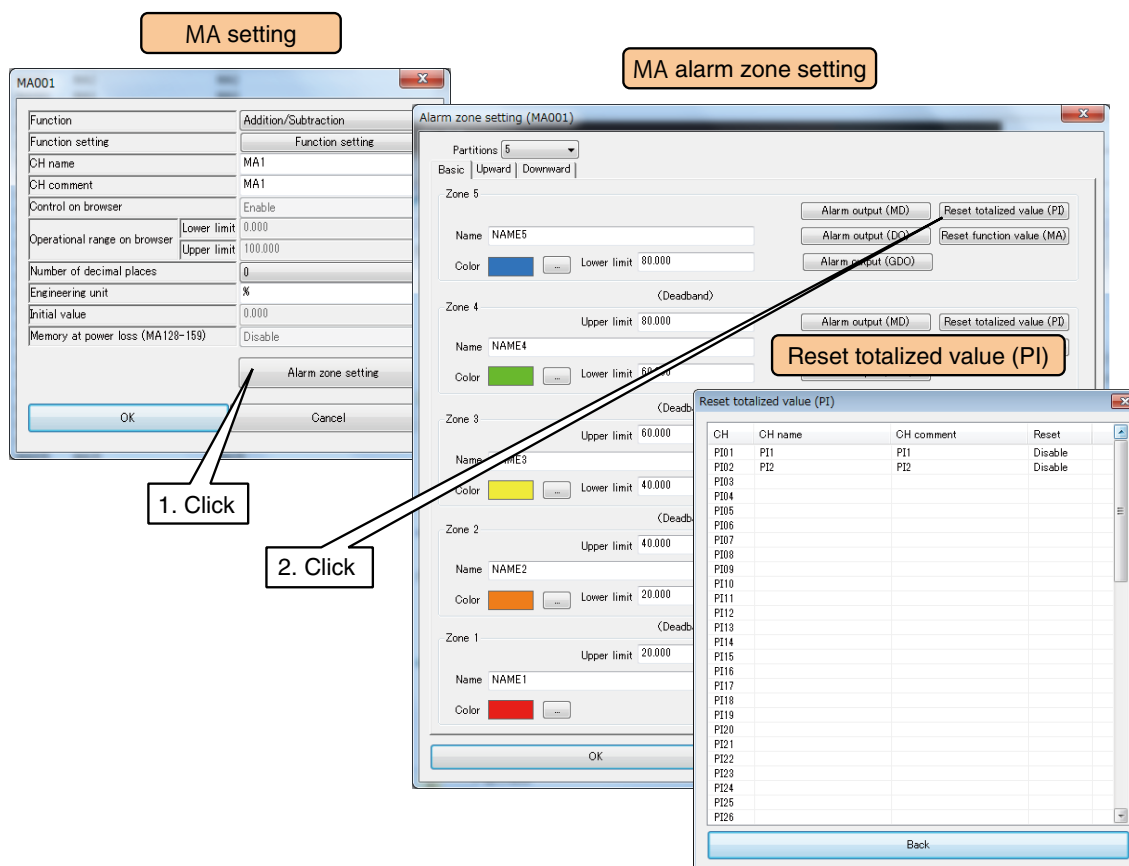 MA setting
MA001
Function Addition/Subtraction
Function setting Function setting
CH name MA1
CH comment MA1
Control on browser Enable
Operational range on browser Lower limit 0.000
Upper limit 100.000
Number of decimal places 0
Engineering unit %
Initial value 0.000
Memory at power loss (MA128-159) Disable
Alarm zone setting
OK Cancel
1. Click
MA alarm zone setting
Alarm zone setting (MA001)
Partitions 5
Basic Upward Downward
Zone 5
Alarm output (MD) Reset totalized value (PI)
Name NAME5 Alarm output (DO) Reset function value (MA)
Color ... Lower limit 80.000 Alarm output (GDO)
(Deadband)
Zone 4
Upper limit 80.000 Alarm output (MD) Reset totalized value (PI)
Name NAME4
Color ... Lower limit 60.000
(Deadb
Zone 3
Upper limit 60.000
Name NAME3
Color ... Lower limit 40.000
(Deadb
Zone 2
Upper limit 40.000
Name NAME2
Color ... Lower limit 20.000
(Deadb
Zone 1
Upper limit 20.000
Name NAME1
Color ...
OK
2. Click
Reset totalized value (PI)
Reset totalized value (PI)
CH CH name CH comment Reset
PI01 PI1 PI1 Disable
PI02 PI2 PI2 Disable
PI03
PI04
PI05
PI06
PI07
PI08
PI09
PI10
PI11
PI12
PI13
PI14
PI15
PI16
PI17
PI18
PI19
PI20
PI21
PI22
PI23
PI24
PI25
PI26
Back